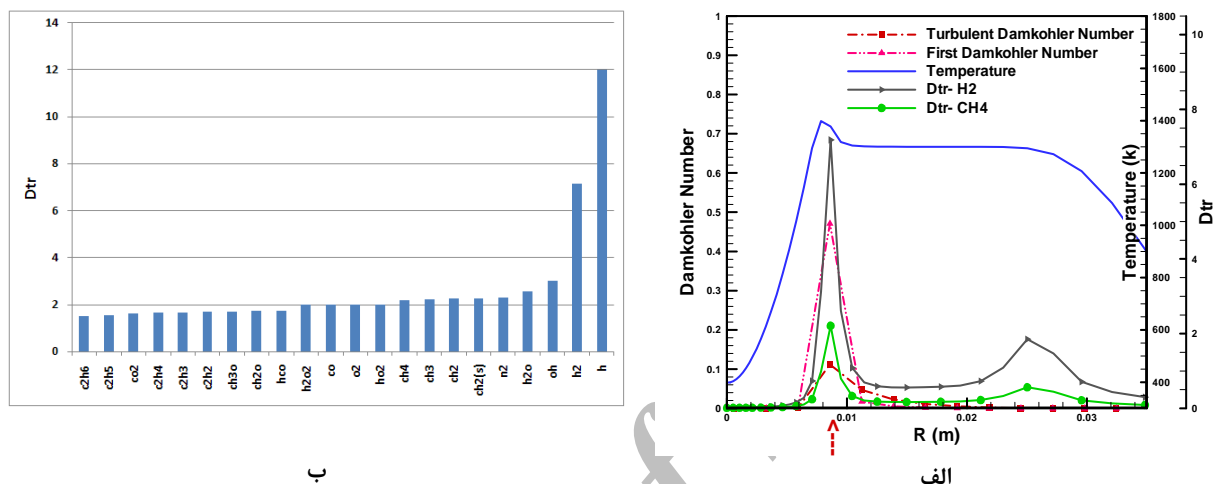 14
12
10
8
6
4
2
0
Dtr
c2h6
c2h5
co2
c2h4
c2h3
c2h2
ch3o
ch2o
hco
h2o2
co
o2
ho2
ch4
ch3
ch2
ch2(s)
n2
h2o
oh
h2
h
ب
1
0.9
0.8
0.7
0.6
0.5
0.4
0.3
0.2
0.1
0
Damkohler Number
Turbulent Damkohler Number
First Damkohler Number
Temperature
Dtr- H2
Dtr- CH4
0
0.01
0.02
0.03
R (m)
1800
1600
1400
1200
1000
800
600
400
Temperature (k)
10
8
6
4
2
0
Dtr
الف